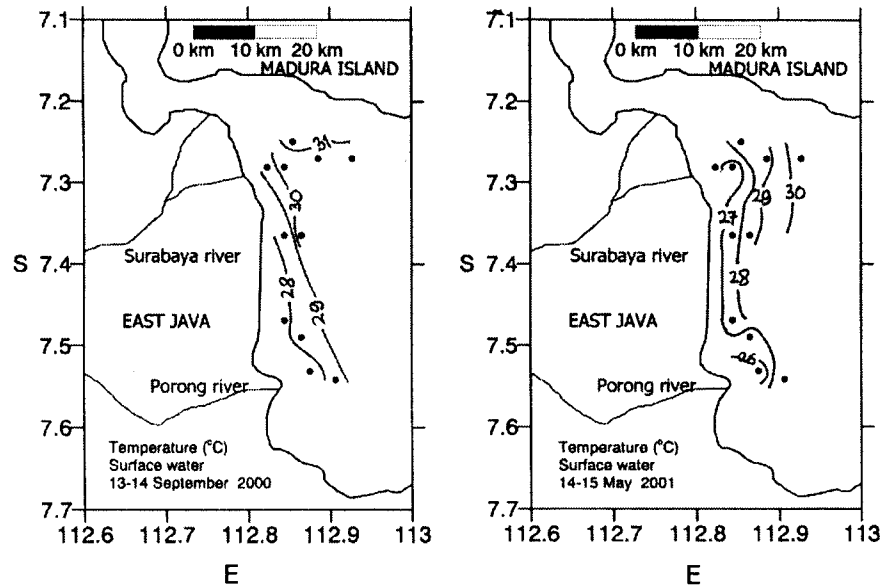 7.1
0 km 10 km 20 km
MADURA ISLAND
7.2
31
7.3
30
S 7.4
Surabaya river
28
29
EAST JAVA
7.5
Porong river
7.6
Temperature (°C)
Surface water
13-14 September 2000
7.7
112.6 112.7 112.8 112.9 113
E
7.1
0 km 10 km 20 km
MADURA ISLAND
7.2
7.3
27
29
30
S 7.4
Surabaya river
28
EAST JAVA
7.5
26
Porong river
7.6
Temperature (°C)
Surface water
14-15 May 2001
7.7
112.6 112.7 112.8 112.9 113
E